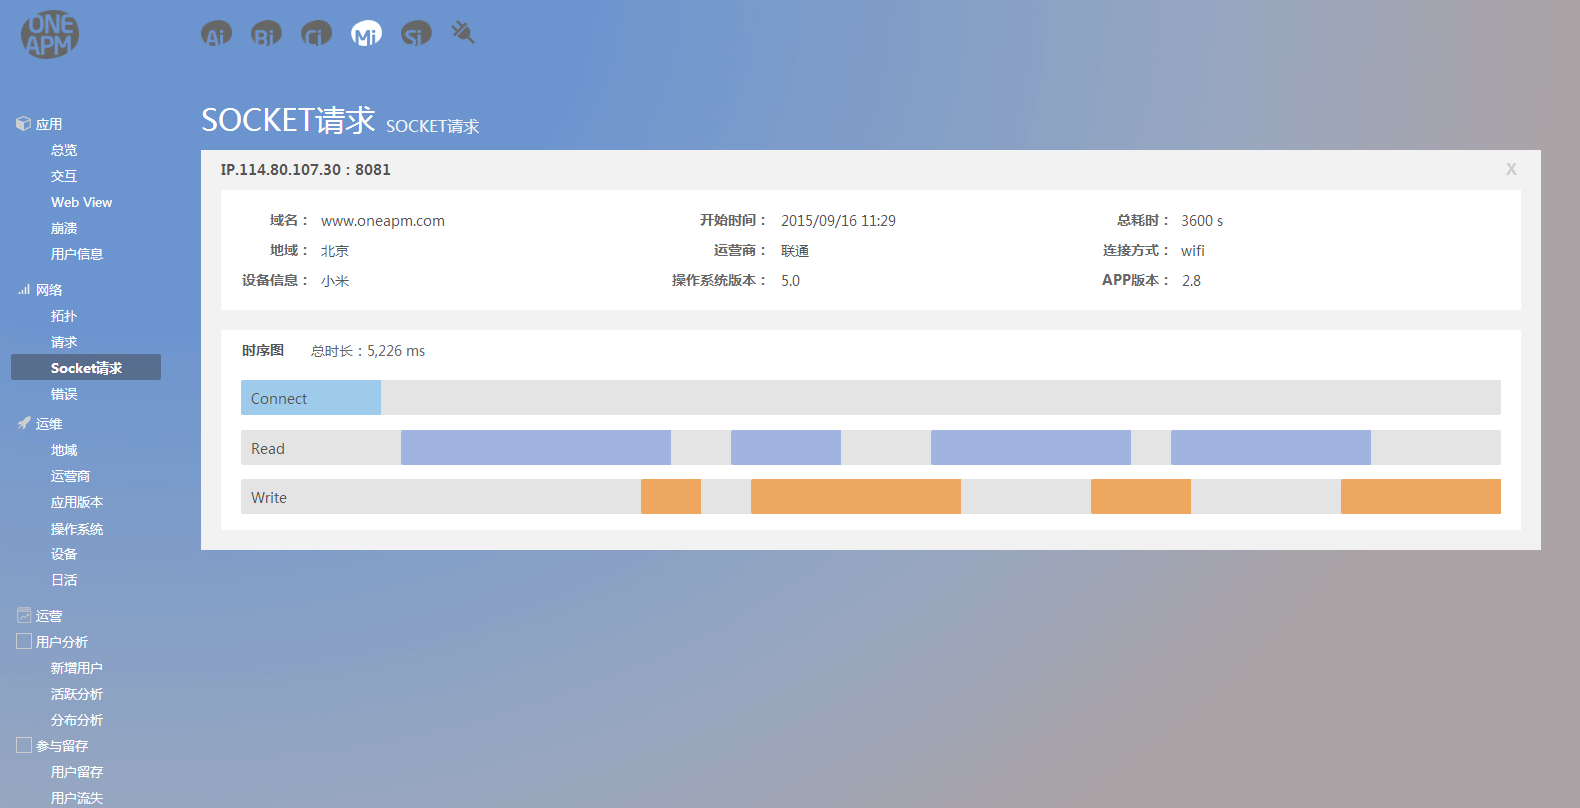 ONE
APM
Ai Bi Ci Mi Si
SOCKET请求 SOCKET请求
应用
总览
交互
Web View
崩溃
用户信息
网络
拓扑
请求
Socket请求
错误
运维
地域
运营商
应用版本
操作系统
设备
日活
运营
用户分析
新增用户
活跃分析
分布分析
参与留存
用户留存
用户流失
IP.114.80.107.30：8081 X
域名： www.oneapm.com 开始时间： 2015/09/16 11:29 总耗时： 3600 s
地域： 北京 运营商： 联通 连接方式： wifi
设备信息： 小米 操作系统版本： 5.0 APP版本： 2.8
时序图 总时长：5,226 ms
Connect
Read
Write